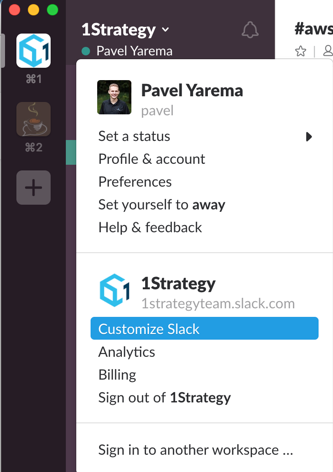 1Strategy
#aws
Pavel Yarema
⌘1
⌘2
Pavel Yarema
pavel
Set a status
Profile & account
Preferences
Set yourself to away
Help & feedback
1
1Strategy
1strategyteam.slack.com
Customize Slack
Analytics
Billing
Sign out of 1Strategy
Sign in to another workspace ...